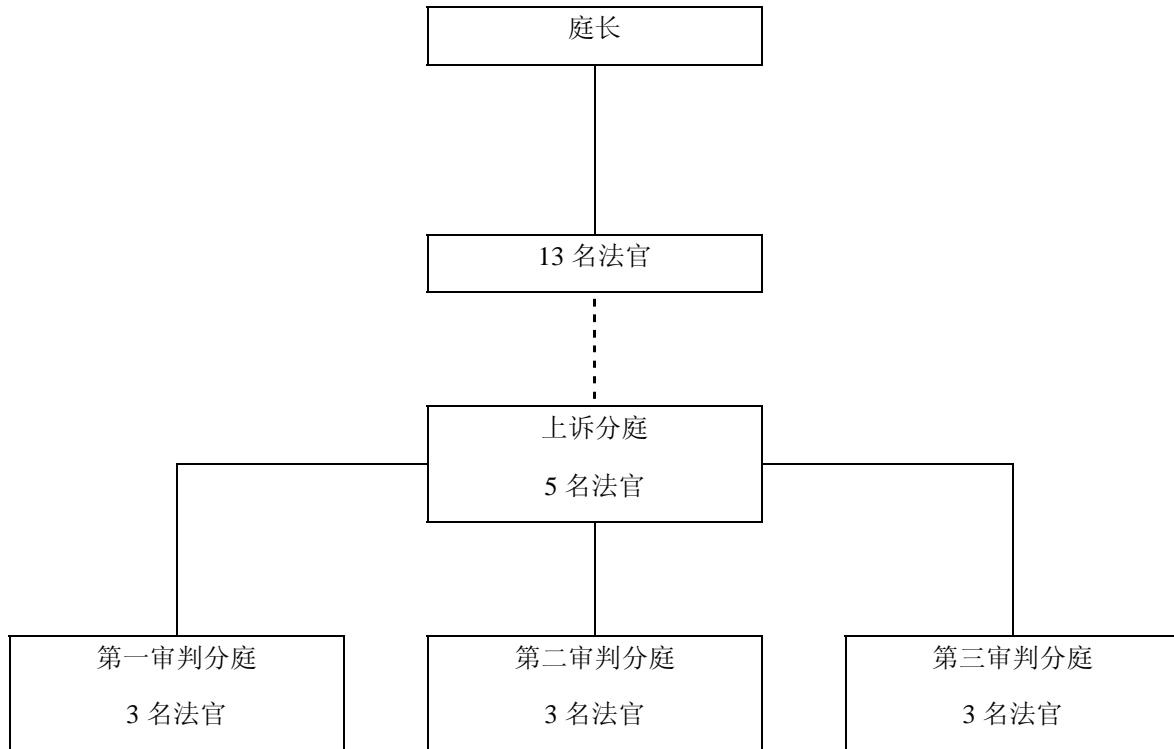 庭长
13 名法官
上诉分庭
5 名法官
第一审判分庭
3 名法官
第二审判分庭
3 名法官
第三审判分庭
3 名法官